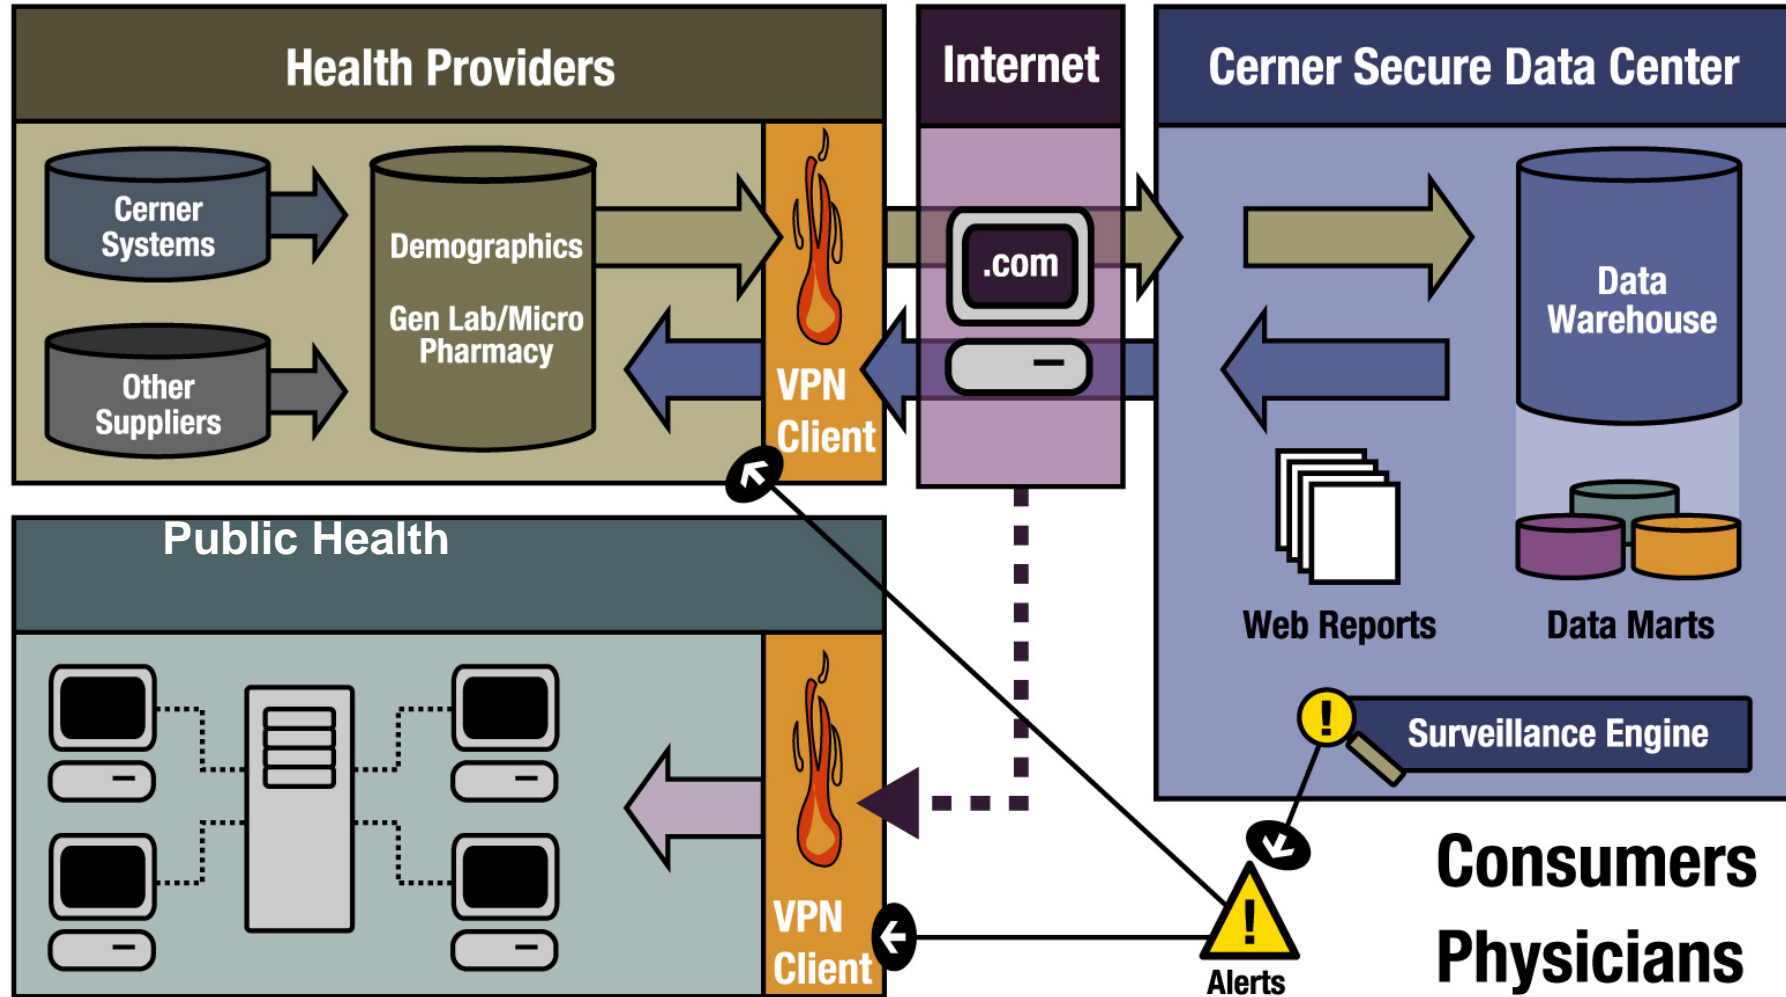 Health Providers
Internet
Cerner Secure Data Center
Cerner
Systems
Demographics
Gen Lab/Micro
Pharmacy
Other
Suppliers
VPN
Client
.com
Data
Warehouse
Web Reports
Data Marts
Surveillance Engine
!
Public Health
VPN
Client
!
Alerts
Consumers
Physicians